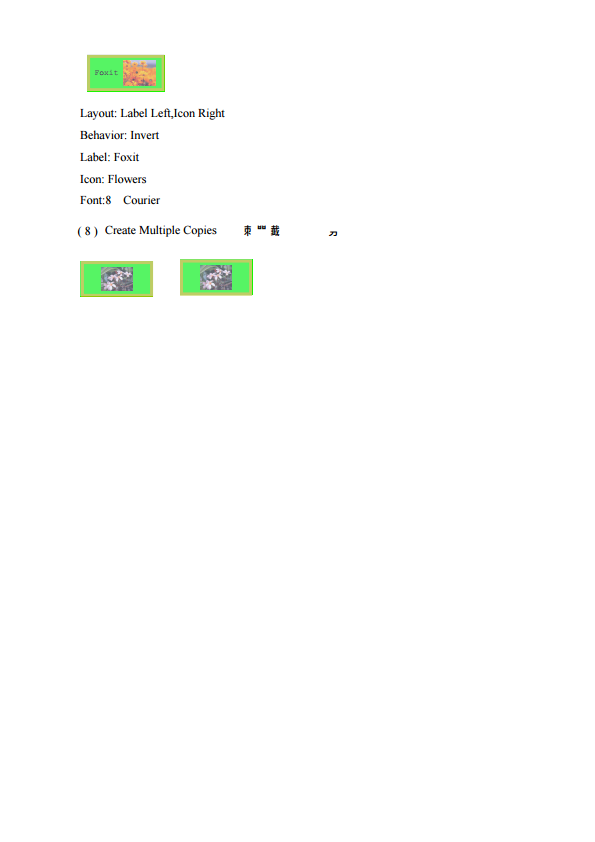 Foxit
Layout: Label Left,Icon Right
Behavior: Invert
Label: Foxit
Icon: Flowers
Font:8 Courier
( 8 ) Create Multiple Copies